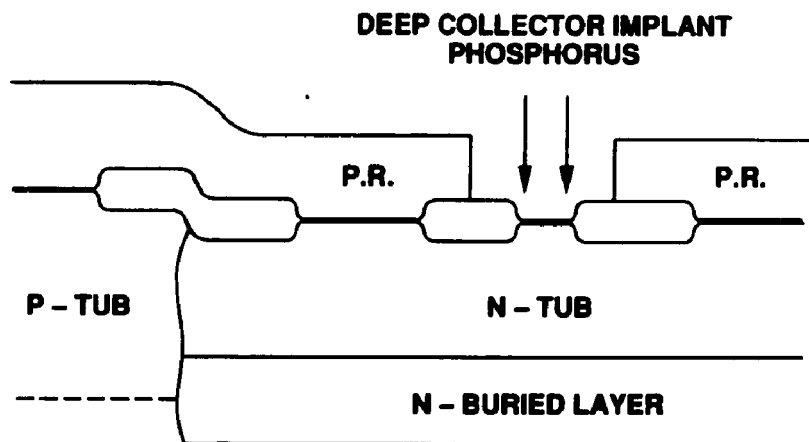 DEEP COLLECTOR IMPLANT
PHOSPHORUS
P.R.
P.R.
P – TUB
N – TUB
N – BURIED LAYER